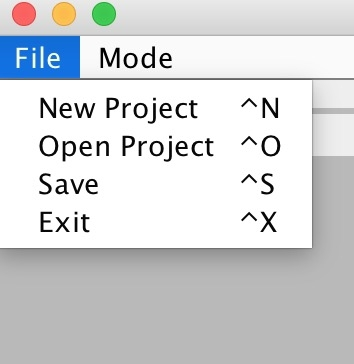 File Mode
New Project ^N
Open Project ^O
Save ^S
Exit ^X